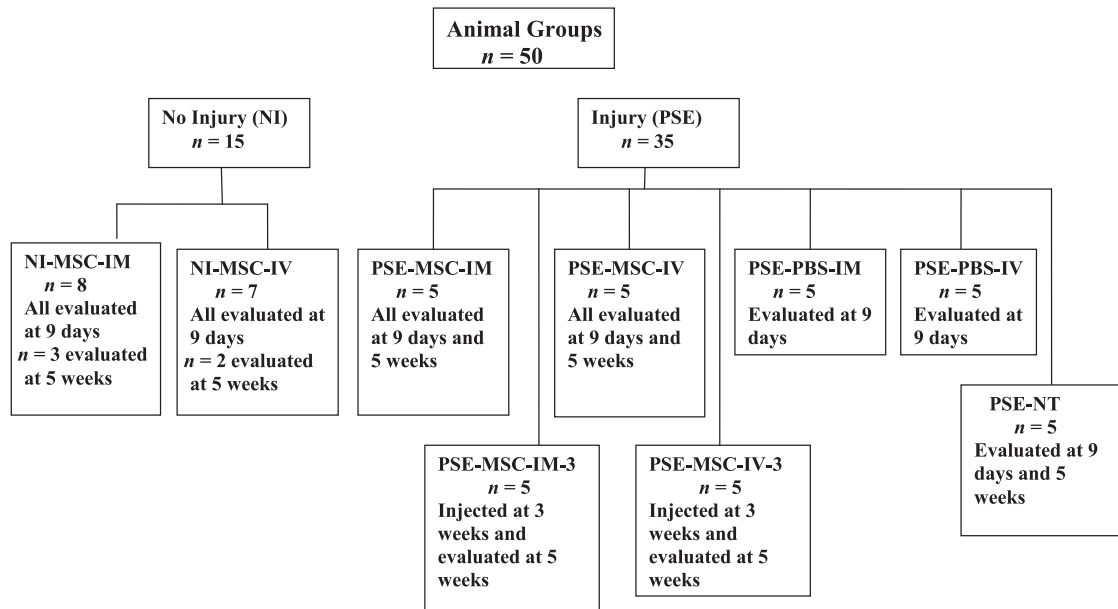 Animal Groups
n = 50
No Injury (NI)
n = 15
Injury (PSE)
n = 35
NI-MSC-IM
n = 8
All evaluated
at 9 days
n = 3 evaluated
at 5 weeks
NI-MSC-IV
n = 7
All evaluated at
9 days
n = 2 evaluated
at 5 weeks
PSE-MSC-IM
n = 5
All evaluated
at 9 days and
5 weeks
PSE-MSC-IV
n = 5
All evaluated
at 9 days and
5 weeks
PSE-PBS-IM
n = 5
Evaluated at 9
days
PSE-PBS-IV
n = 5
Evaluated at
9 days
PSE-NT
n = 5
Evaluated at 9
days and 5
weeks
PSE-MSC-IM-3
n = 5
Injected at 3
weeks and
evaluated at 5
weeks
PSE-MSC-IV-3
n = 5
Injected at 3
weeks and
evaluated at 5
weeks